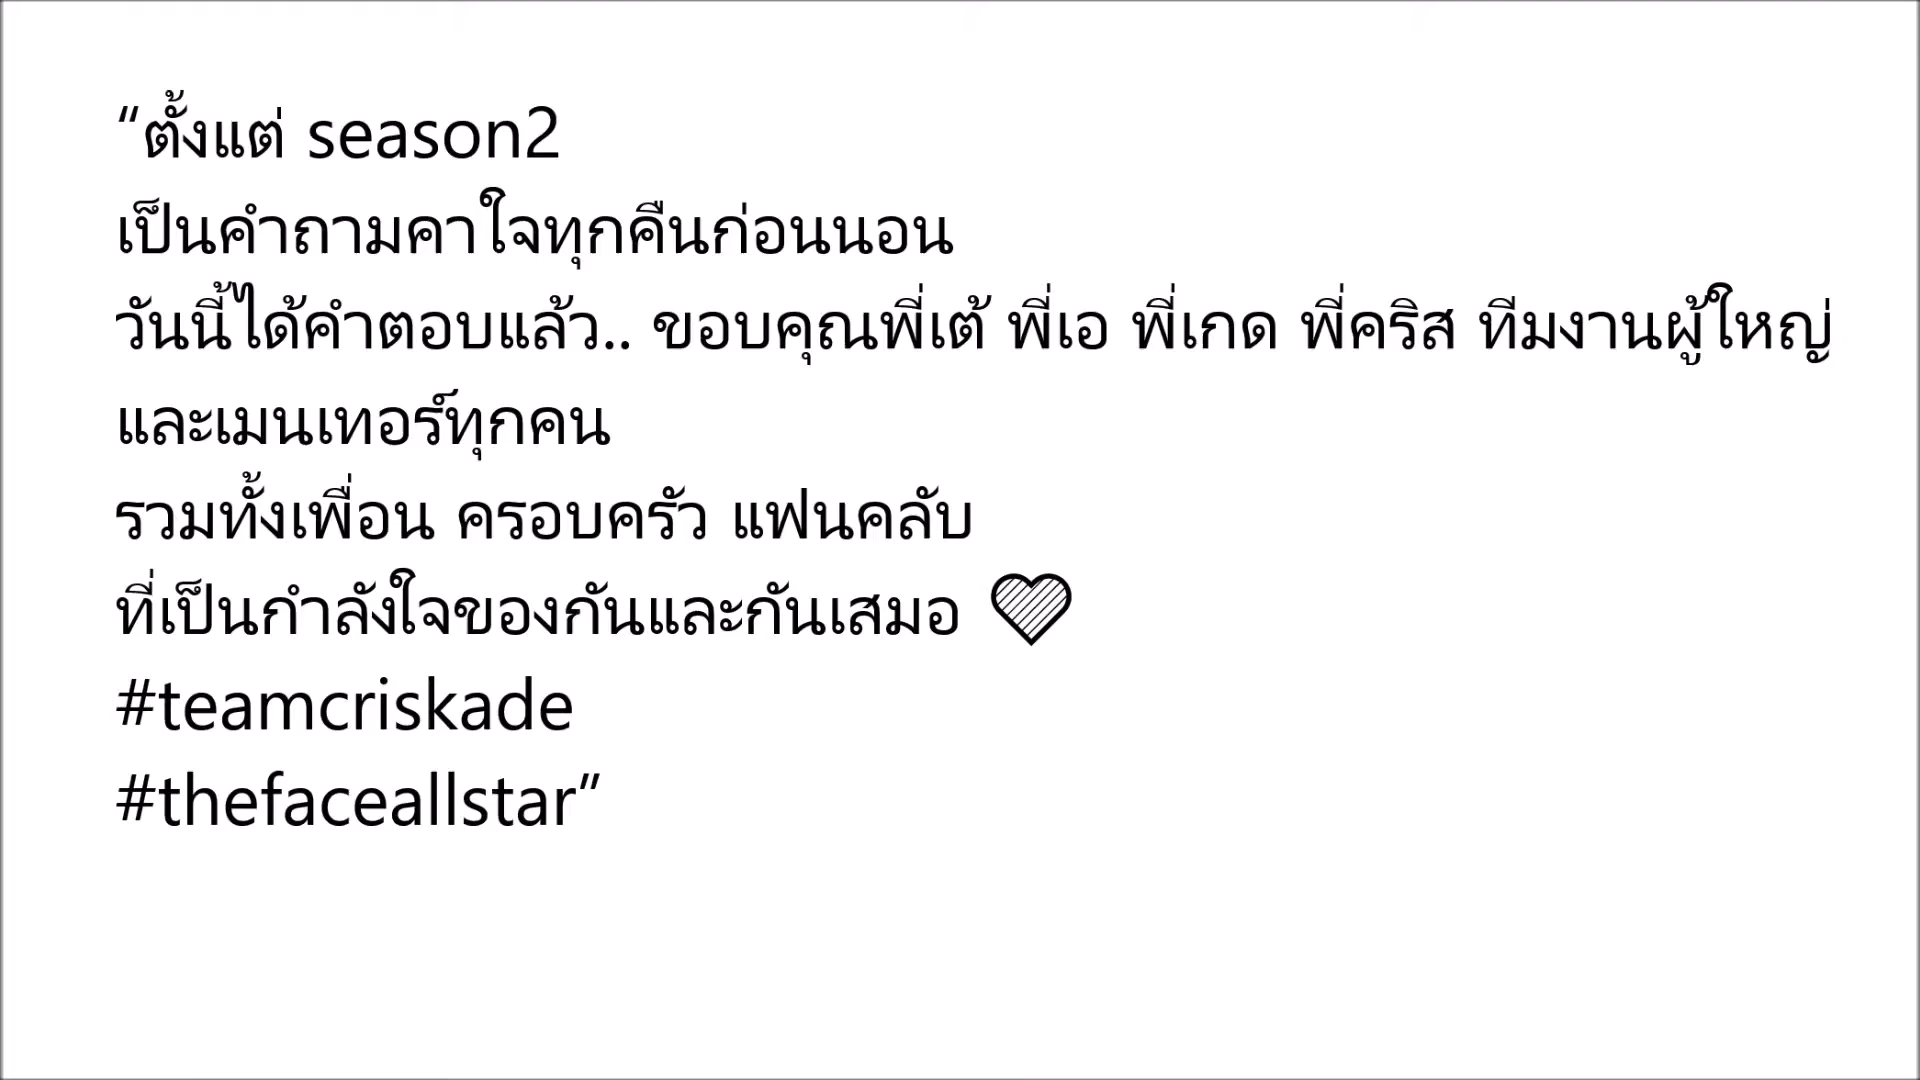 “ตั้งแต่ season2
เป็นคำถามคาใจทุกคืนก่อนนอน
วันนี้ได้คำตอบแล้ว.. ขอบคุณพี่เต้ พี่เอ พี่เกด พี่คริส ทีมงานผู้ใหญ่
และเมนเทอร์ทุกคน
รวมทั้งเพื่อน ครอบครัว แฟนคลับ
ที่เป็นกำลังใจของกันและกันเสมอ 🤍
#teamcriskade
#thefaceallstar”